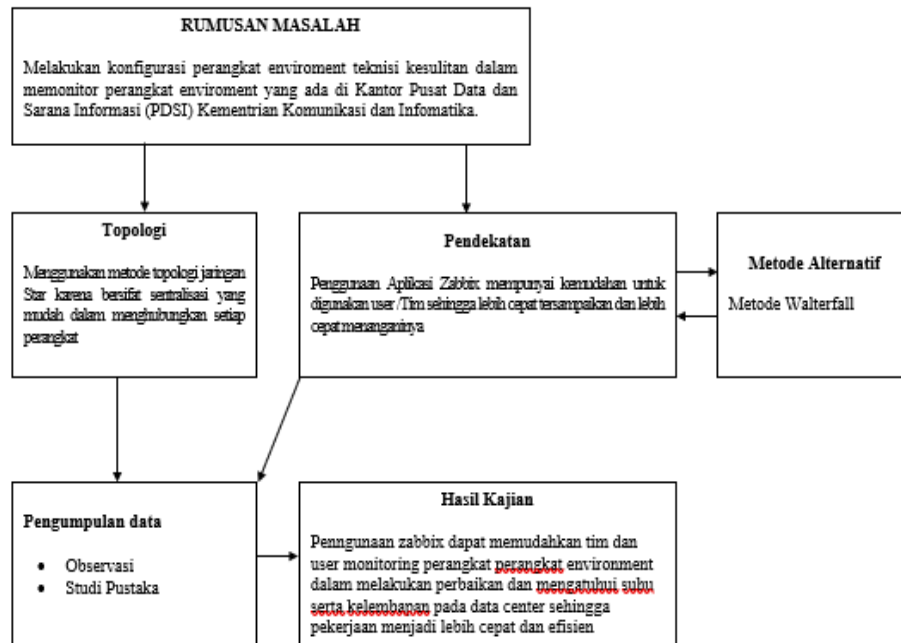 RUMUSAN MASALAH
Melakukan konfigurasi perangkat enviroment teknisi kesulitan dalam
memonitor perangkat enviroment yang ada di Kantor Pusat Data dan
Sarana Informasi (PDSI) Kementrian Komunikasi dan Infomatika.
Topologi
Menggunakan metode topologi jaringan
Star karena bersifat sentralisasi yang
mudah dalam menghubungkan setiap
perangkat
Pendekatan
Penggunaan Aplikasi Zabbix mempunyai kemudahan untuk
digunakan user /Tim sehingga lebih cepat tersampaikan dan lebih
cepat menanganinya
Metode Alternatif
Metode Walterfall
Pengumpulan data
• Observasi
• Studi Pustaka
Hasil Kajian
Penngunaan zabbix dapat memudahkan tim dan
user monitoring perangkat perangkat environment
dalam melakukan perbaikan dan mengatuhui suhu
serta kelembapan pada data center sehingga
pekerjaan menjadi lebih cepat dan efisien